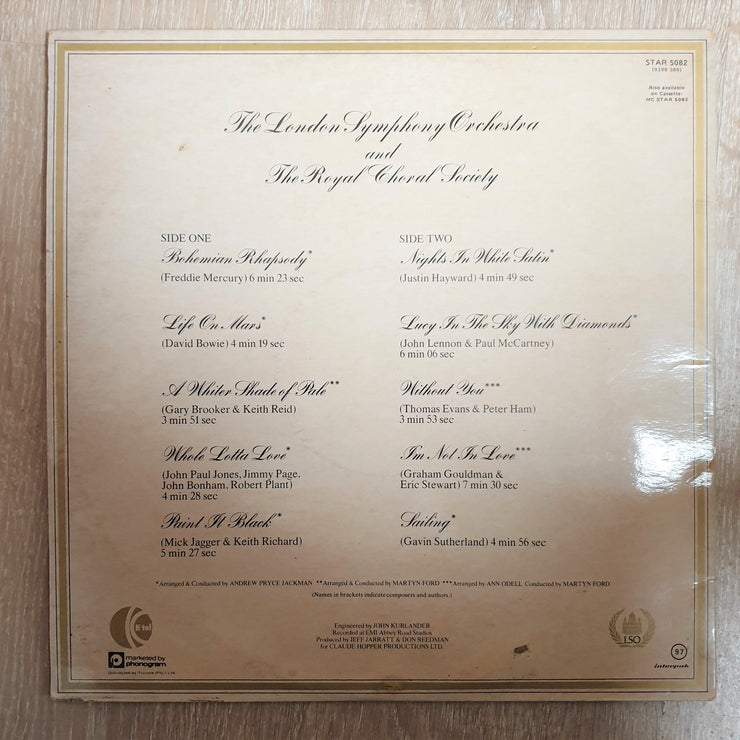 STAR 5082
(9198 386)
Also available
on Cassette:
MC STAR 5082
The London Symphony Orchestra
and
The Royal Choral Society
SIDE ONE
Bohemian Rhapsody*
(Freddie Mercury) 6 min 23 sec
Life On Mars*
(David Bowie) 4 min 19 sec
A Whiter Shade of Pale**
(Gary Brooker & Keith Reid)
3 min 51 sec
Whole Lotta Love*
(John Paul Jones, Jimmy Page,
John Bonham, Robert Plant)
4 min 28 sec
Paint It Black*
(Mick Jagger & Keith Richard)
5 min 27 sec
SIDE TWO
Nights In White Satin*
(Justin Hayward) 4 min 49 sec
Lucy In The Sky With Diamonds*
(John Lennon & Paul McCartney)
6 min 06 sec
Without You***
(Thomas Evans & Peter Ham)
3 min 53 sec
I'm Not In Love***
(Graham Gouldman &
Eric Stewart) 7 min 30 sec
Sailing*
(Gavin Sutherland) 4 min 56 sec
*Arranged & Conducted by ANDREW PRYCE JACKMAN **Arranged & Conducted by MARTYN FORD ***Arranged by ANN ODELL Conducted by MARTYN FORD
(Names in brackets indicate composers and authors.)
Engineered by JOHN KURLANDER
Recorded at EMI Abbey Road Studios.
Produced by JEFF JARRATT & DON REEDMAN
for CLAUDE HOPPER PRODUCTIONS LTD.
K-tel
marketed by
phonogram
Distributed by
LSO
97
interpak